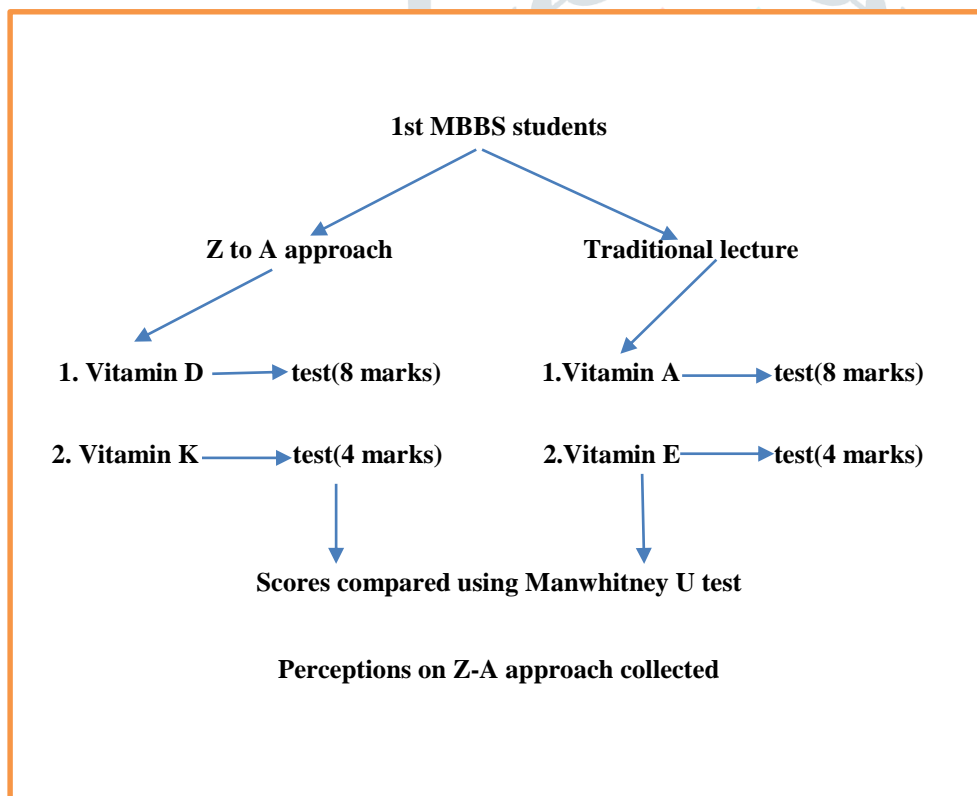 1st MBBS students
Z to A approach
Traditional lecture
1. Vitamin D
test(8 marks)
1.Vitamin A
test(8 marks)
2. Vitamin K
test(4 marks)
2.Vitamin E
test(4 marks)
Scores compared using Manwhitney U test
Perceptions on Z-A approach collected